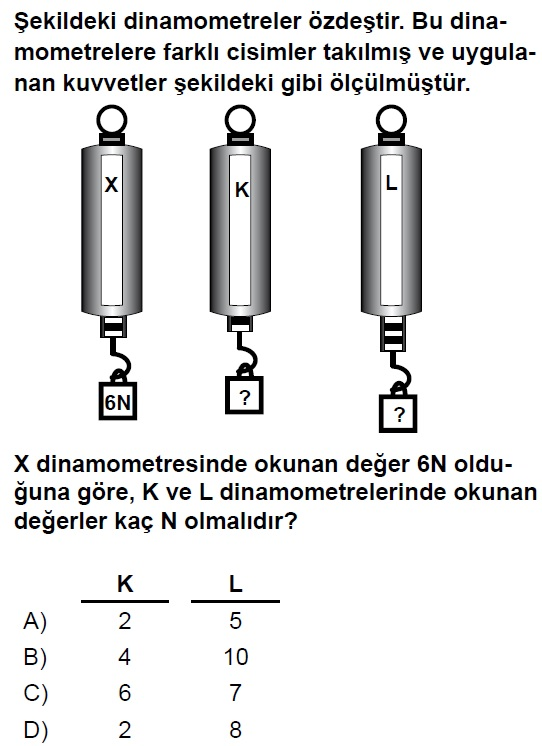 Şekildeki dinamometreler özdeştir. Bu dina-
mometrelere farklı cisimler takılmış ve uygula-
nan kuvvetler şekildeki gibi ölçülmüştür.
X K L
6N ? ?
X dinamometresinde okunan değer 6N oldu-
ğuna göre, K ve L dinamometrelerinde okunan
değerler kaç N olmalıdır?
K L
A) 2 5
B) 4 10
C) 6 7
D) 2 8